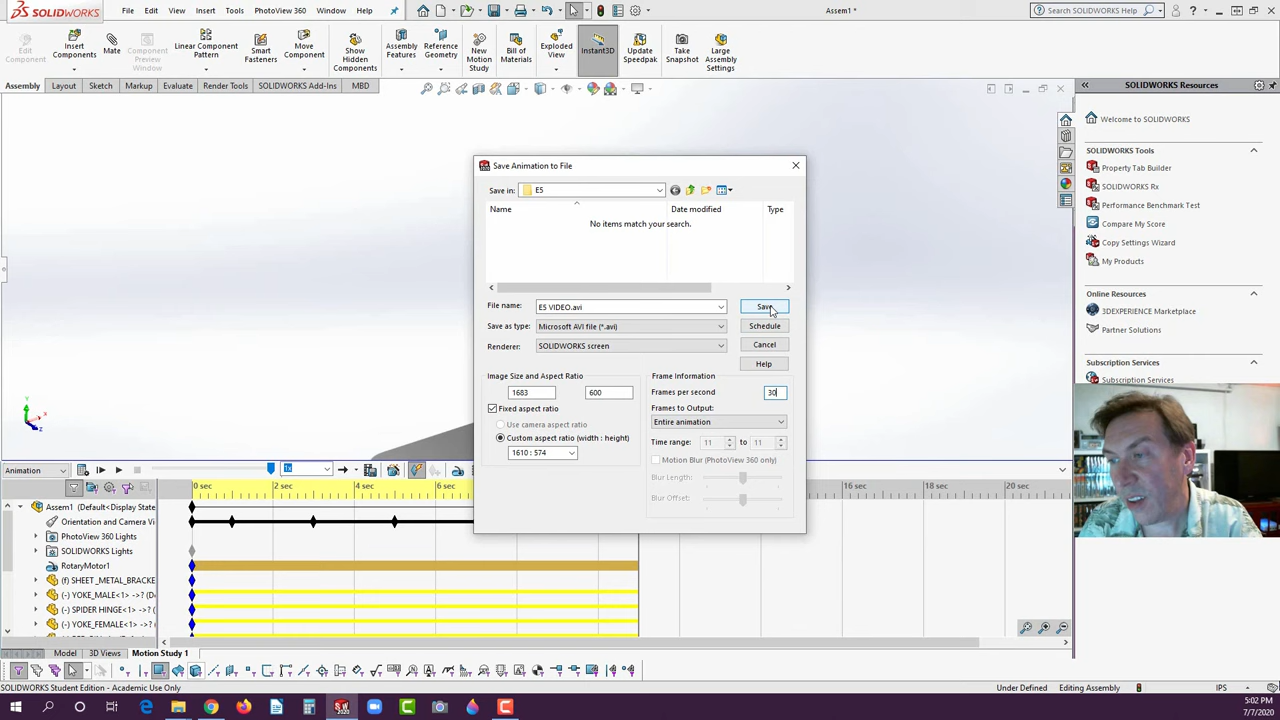 SOLIDWORKS File Edit View Insert Tools PhotoView 360 Window Assem1 * Search SOLIDWORKS Help
Edit Component
Insert Components
Mate
Component Preview Window
Linear Component Pattern
Smart Fasteners
Move Component
Show Hidden Components
Assembly Features
Reference Geometry
New Motion Study
Bill of Materials
Exploded View
Instant3D
Update Speedpak
Take Snapshot
Large Assembly Settings
Assembly Layout Sketch Markup Evaluate Render Tools SOLIDWORKS Add-Ins MBD
SOLIDWORKS Resources
Welcome to SOLIDWORKS
SOLIDWORKS Tools
Property Tab Builder
SOLIDWORKS Rx
Performance Benchmark Test
Compare My Score
Copy Settings Wizard
My Products
Online Resources
3DEXPERIENCE Marketplace
Partner Solutions
Subscription Services
Save Animation to File
Save in: E5
Name Date modified Type
No items match your search.
File name: E5 VIDEO.avi Save
Save as type: Microsoft AVI file (*.avi) Schedule
Renderer: SOLIDWORKS screen Cancel
Help
Image Size and Aspect Ratio
1683 600
Fixed aspect ratio
Use camera aspect ratio
Custom aspect ratio (width : height)
1610 : 574
Frame Information
Frames per second 30
Frames to Output:
Entire animation
Time range: 11 to 11
Motion Blur (PhotoView 360 only)
Blur Length:
Blur Offset:
Animation 1x
0 sec 2 sec 4 sec 6 sec 16 sec 18 sec 20 sec
Assem1 (Default<Display State
Orientation and Camera Vi
PhotoView 360 Lights
SOLIDWORKS Lights
RotaryMotor1
(f) SHEET_METAL_BRACKE
(-) YOKE_MALE<1> ->? (D
(-) SPIDER HINGE<1> ->?
(-) YOKE_FEMALE<1> ->?
Model 3D Views Motion Study 1
SOLIDWORKS Student Edition - Academic Use Only Under Defined Editing Assembly IPS
5:02 PM
7/7/2020